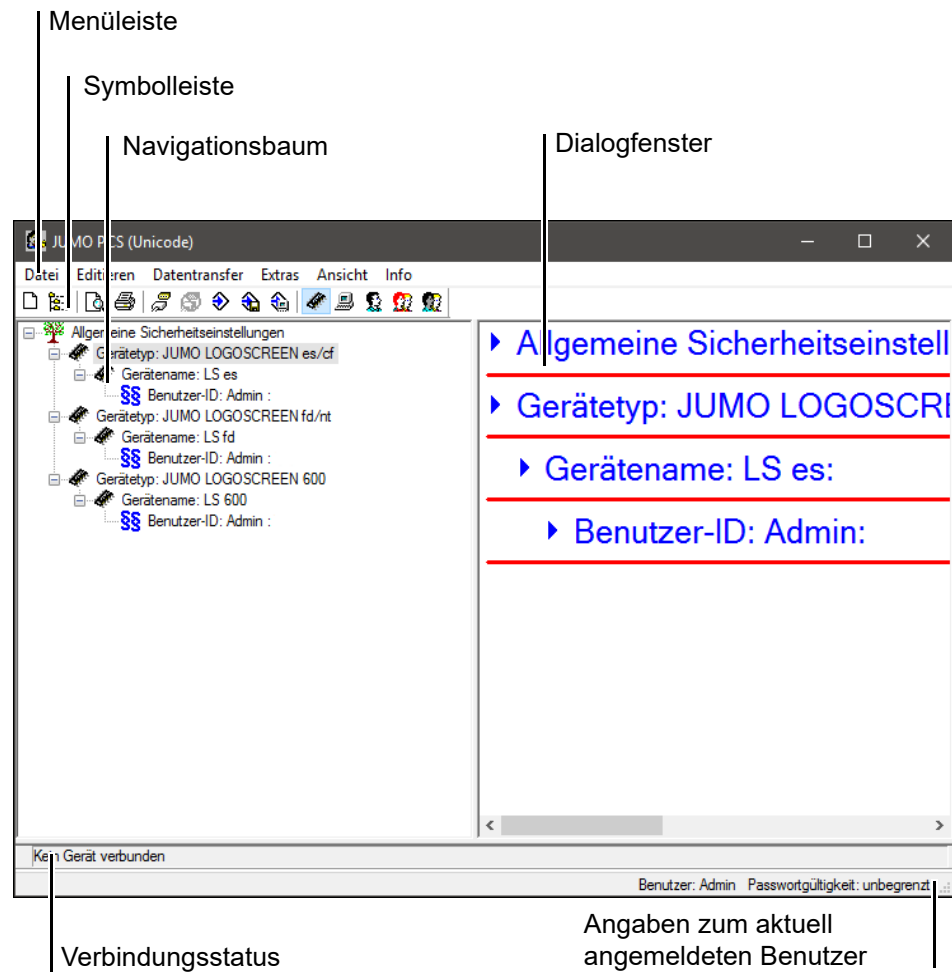 Menüleiste
Symbolleiste
Navigationsbaum
Dialogfenster
JUMO PCS (Unicode)
Datei Editieren Datentransfer Extras Ansicht Info
Allgemeine Sicherheitseinstellungen
Gerätetyp: JUMO LOGOSCREEN es/cf
Gerätename: LS es
§§ Benutzer-ID: Admin :
Gerätetyp: JUMO LOGOSCREEN fd/nt
Gerätename: LS fd
§§ Benutzer-ID: Admin :
Gerätetyp: JUMO LOGOSCREEN 600
Gerätename: LS 600
§§ Benutzer-ID: Admin :
Allgemeine Sicherheitseinstell
Gerätetyp: JUMO LOGOSCRE
Gerätename: LS es:
Benutzer-ID: Admin:
Kein Gerät verbunden
Benutzer: Admin Passwortgültigkeit: unbegrenzt
Verbindungsstatus
Angaben zum aktuell
angemeldeten Benutzer